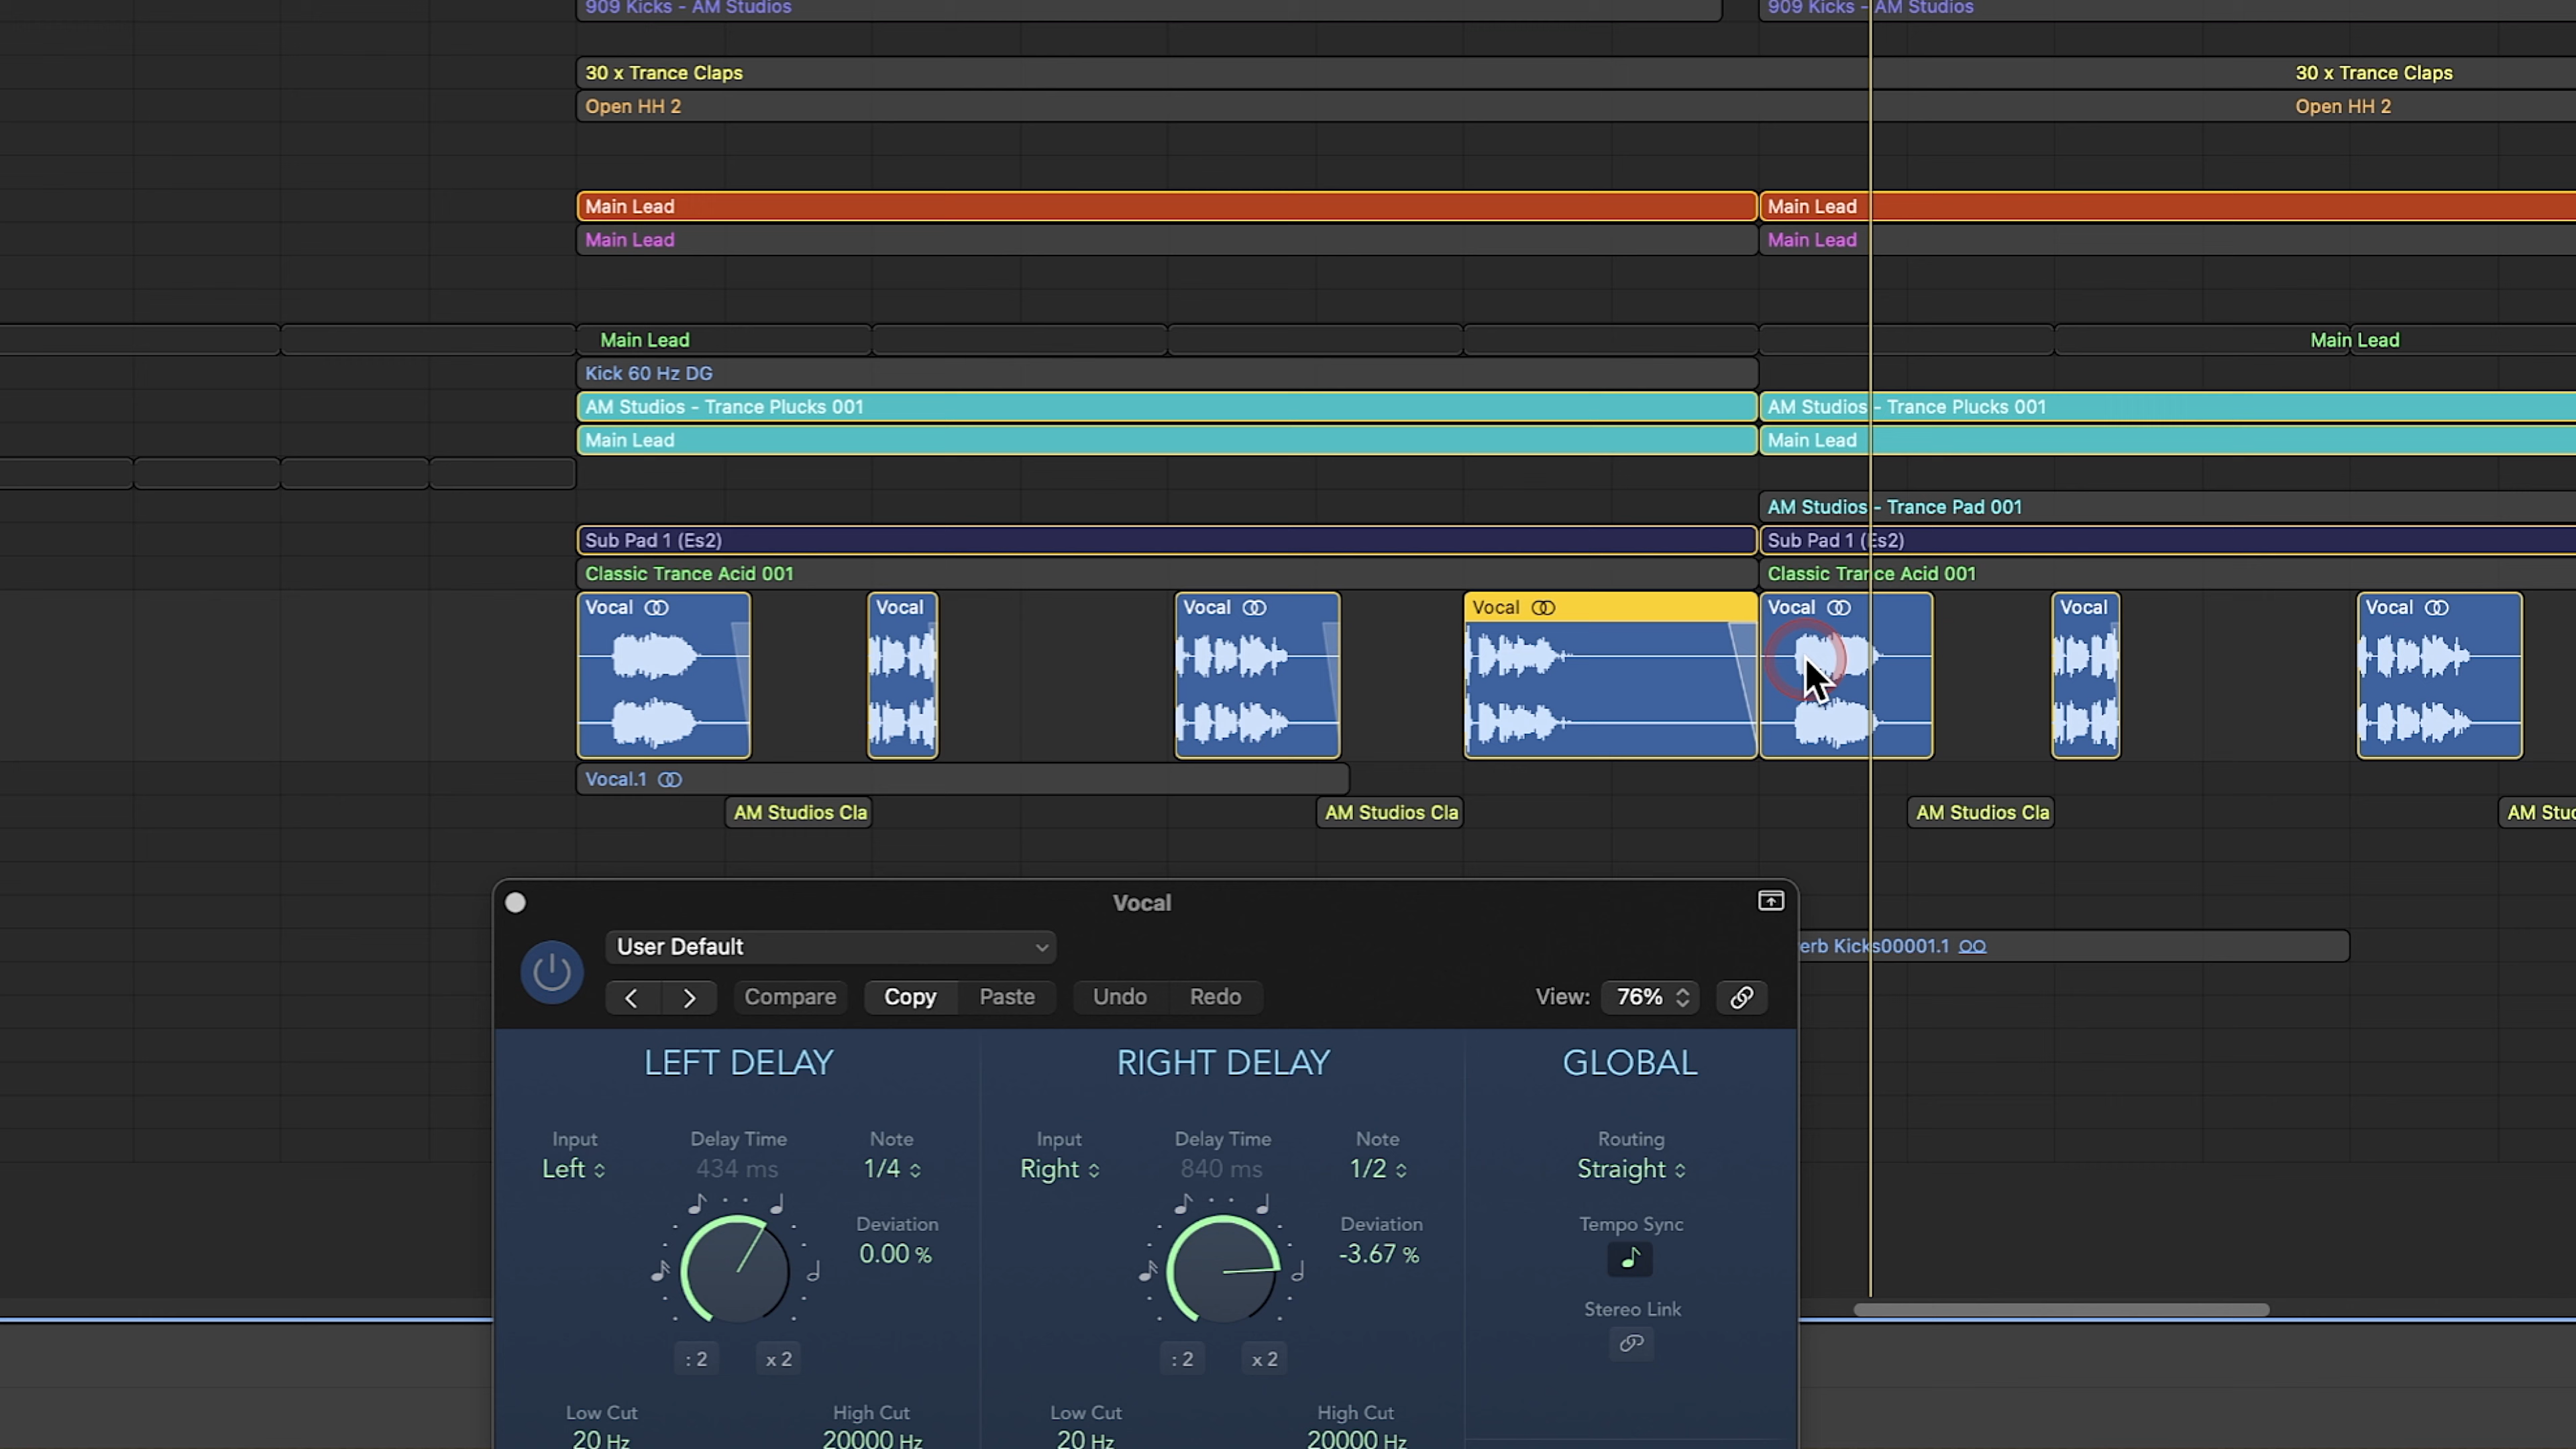 909 Kicks - AM Studios
909 Kicks - AM Studios
30 x Trance Claps
30 x Trance Claps
Open HH 2
Open HH 2
Main Lead
Main Lead
Main Lead
Main Lead
Main Lead
Main Lead
Kick 60 Hz DG
AM Studios - Trance Plucks 001
AM Studios - Trance Plucks 001
Main Lead
Main Lead
AM Studios - Trance Pad 001
Sub Pad 1 (Es2)
Sub Pad 1 (Es2)
Classic Trance Acid 001
Classic Trance Acid 001
Vocal
Vocal
Vocal
Vocal
Vocal
Vocal
Vocal
Vocal.1
AM Studios Cla
AM Studios Cla
AM Studios Cla
AM Stu
Vocal
User Default
erb Kicks00001.1
Compare
Copy
Paste
Undo
Redo
View:
76%
LEFT DELAY
RIGHT DELAY
GLOBAL
Input
Delay Time
Note
Input
Delay Time
Note
Routing
Left
434 ms
1/4
Right
840 ms
1/2
Straight
Deviation
Deviation
Tempo Sync
0.00 %
-3.67 %
Stereo Link
: 2
x 2
: 2
x 2
Low Cut
High Cut
Low Cut
High Cut
20 Hz
20000 Hz
20 Hz
20000 Hz